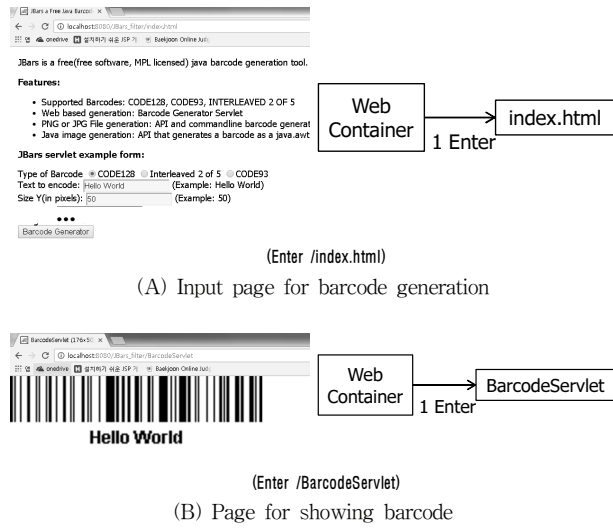 JBars a Free Java Barcod
localhost:8080/JBars_filter/index.html
앱 onedrive 설치하기 쉬운 JSP 기 Baekjoon Online Jud
JBars is a free(free software, MPL licensed) java barcode generation tool.
Features:
• Supported Barcodes: CODE128, CODE93, INTERLEAVED 2 OF 5
• Web based generation: Barcode Generator Servlet
• PNG or JPG File generation: API and commandline barcode generat
• Java image generation: API that generates a barcode as a java.awt
JBars servlet example form:
Type of Barcode CODE128 Interleaved 2 of 5 CODE93
Text to encode: Hello World (Example: Hello World)
Size Y(in pixels): 50 (Example: 50)
•••
Barcode Generator
Web
Container
1 Enter
index.html
(Enter /index.html)
(A) Input page for barcode generation
BarcodeServlet (176×50
localhost:8080/JBars_filter/BarcodeServlet
앱 onedrive 설치하기 쉬운 JSP 기 Baekjoon Online Jud
Hello World
Web
Container
1 Enter
BarcodeServlet
(Enter /BarcodeServlet)
(B) Page for showing barcode